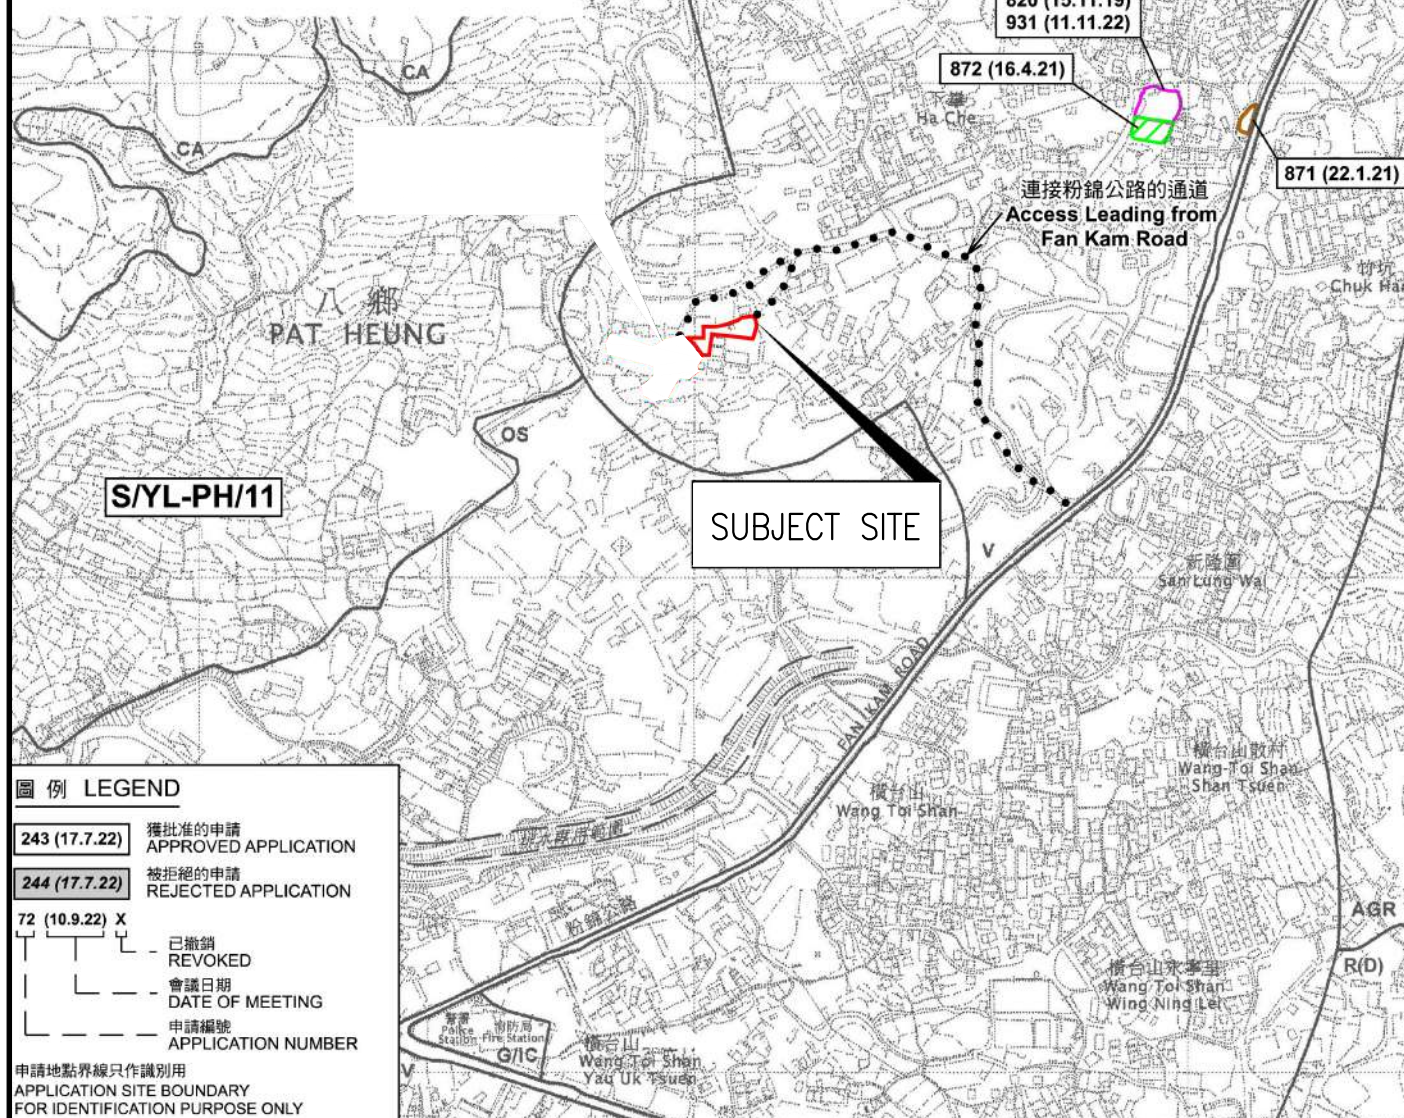 820 (15.11.19)
931 (11.11.22)
872 (16.4.21)
871 (22.1.21)
CA
CA
下輋
Ha Che
連接粉錦公路的通道
Access Leading from
Fan Kam Road
竹坑
Chuk Han
八鄉
PAT HEUNG
OS
S/YL-PH/11
SUBJECT SITE
V
新隆圍
San Lung Wai
FAN KAM ROAD
橫台山散村
Wang Toi Shan
Shan Tsuen
橫台山
Wang Toi Shan
粉錦公路
AGR
R(D)
橫台山永寧里
Wang Toi Shan
Wing Ning Lei
警署
Police
Station
消防局
Fire Station
G/IC
V
橫台山
Wang Toi Shan
Yau Uk Tsuen
圖例 LEGEND
243 (17.7.22)
獲批准的申請
APPROVED APPLICATION
244 (17.7.22)
被拒絕的申請
REJECTED APPLICATION
72 (10.9.22) X
已撤銷
REVOKED
會議日期
DATE OF MEETING
申請編號
APPLICATION NUMBER
申請地點界線只作識別用
APPLICATION SITE BOUNDARY
FOR IDENTIFICATION PURPOSE ONLY